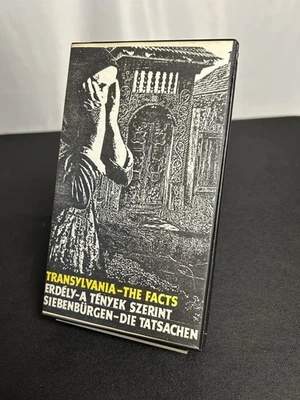 TRANSYLVANIA–THE FACTS
ERDÉLY–A TÉNYEK SZERINT
SIEBENBÜRGEN–DIE TATSACHEN